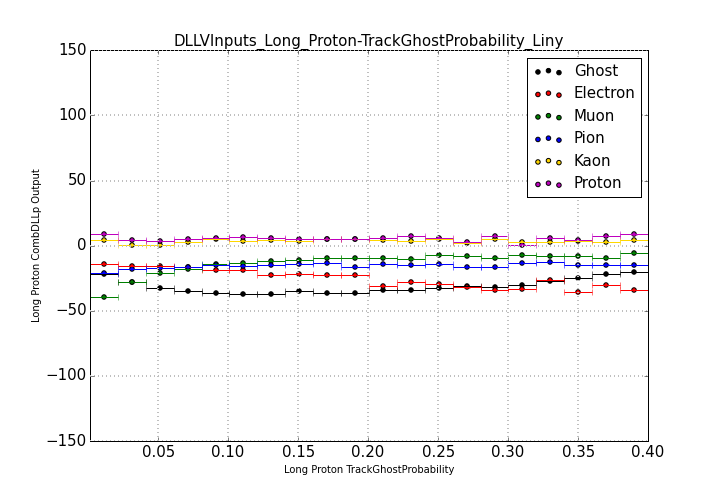 DLLVInputs_Long_Proton-TrackGhostProbability_Liny
150
100
50
0
−50
−100
−150
0.05 0.10 0.15 0.20 0.25 0.30 0.35 0.40
Long Proton TrackGhostProbability
Long Proton CombDLLp Output
Ghost
Electron
Muon
Pion
Kaon
Proton